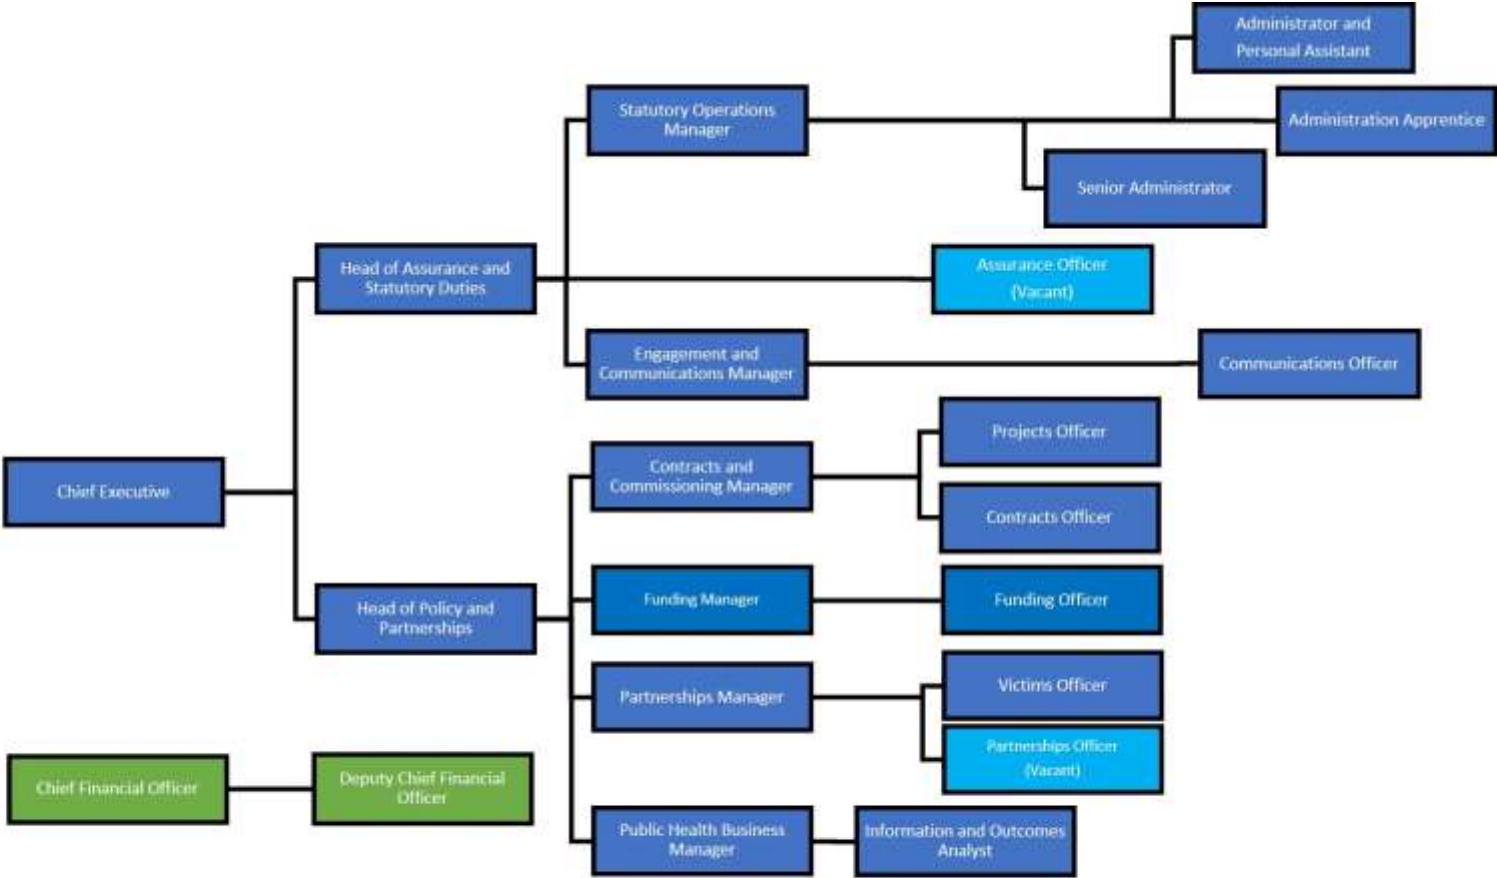 Administrator and
Personal Assistant
Statutory Operations
Manager
Administration Apprentice
Senior Administrator
Head of Assurance and
Statutory Duties
Assurance Officer
(Vacant)
Engagement and
Communications Manager
Communications Officer
Projects Officer
Contracts and
Commissioning Manager
Chief Executive
Contracts Officer
Funding Manager
Funding Officer
Head of Policy and
Partnerships
Victims Officer
Partnerships Manager
Partnerships Officer
(Vacant)
Chief Financial Officer
Deputy Chief Financial
Officer
Public Health Business
Manager
Information and Outcomes
Analyst